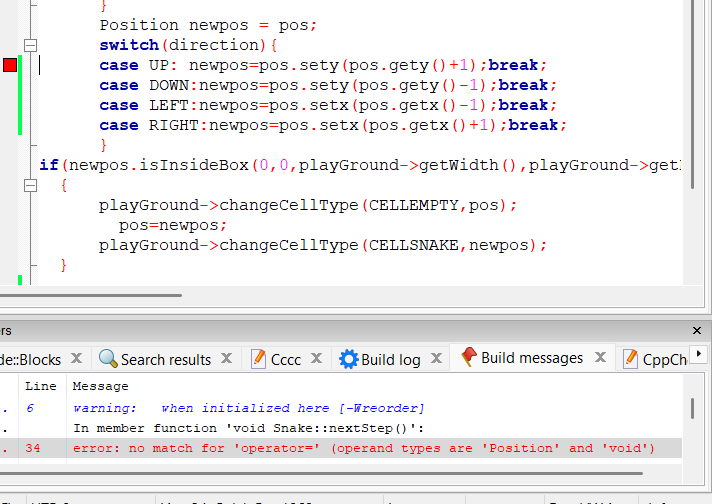 }
Position newpos = pos;
switch(direction){
case UP: newpos=pos.sety(pos.gety()+1);break;
case DOWN:newpos=pos.sety(pos.gety()-1);break;
case LEFT:newpos=pos.setx(pos.getx()-1);break;
case RIGHT:newpos=pos.setx(pos.getx()+1);break;
}
if(newpos.isInsideBox(0,0,playGround->getWidth(),playGround->get
{
playGround->changeCellType(CELLEMPTY,pos);
pos=newpos;
playGround->changeCellType(CELLSNAKE,newpos);
}
ers
de::Blocks Search results Cccc Build log Build messages CppCh
Line Message
. 6 warning: when initialized here [-Wreorder]
. In member function 'void Snake::nextStep()':
. 34 error: no match for 'operator=' (operand types are 'Position' and 'void')